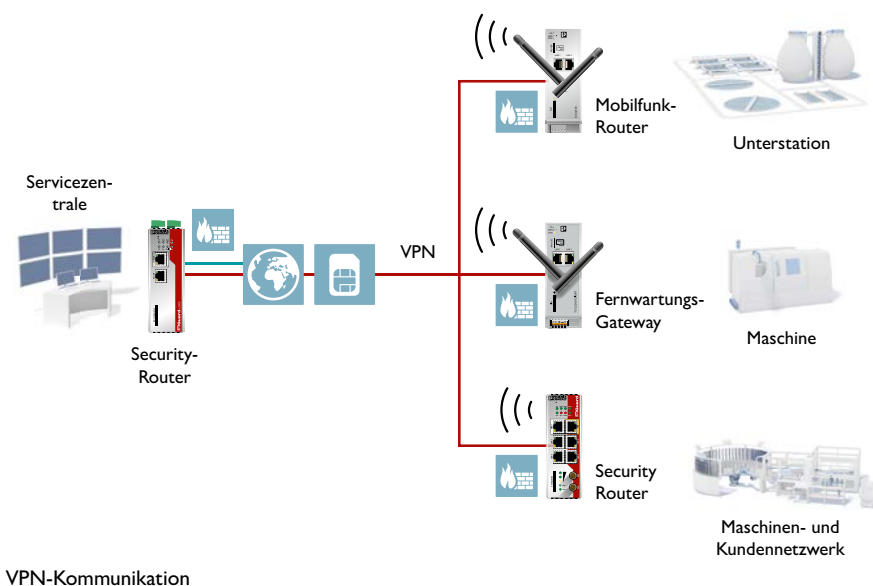 Mobilfunk-
Router
Unterstation
Servicezen-
trale
VPN
Security-
Router
Fernwartungs-
Gateway
Maschine
Security
Router
Maschinen- und
Kundennetzwerk
VPN-Kommunikation